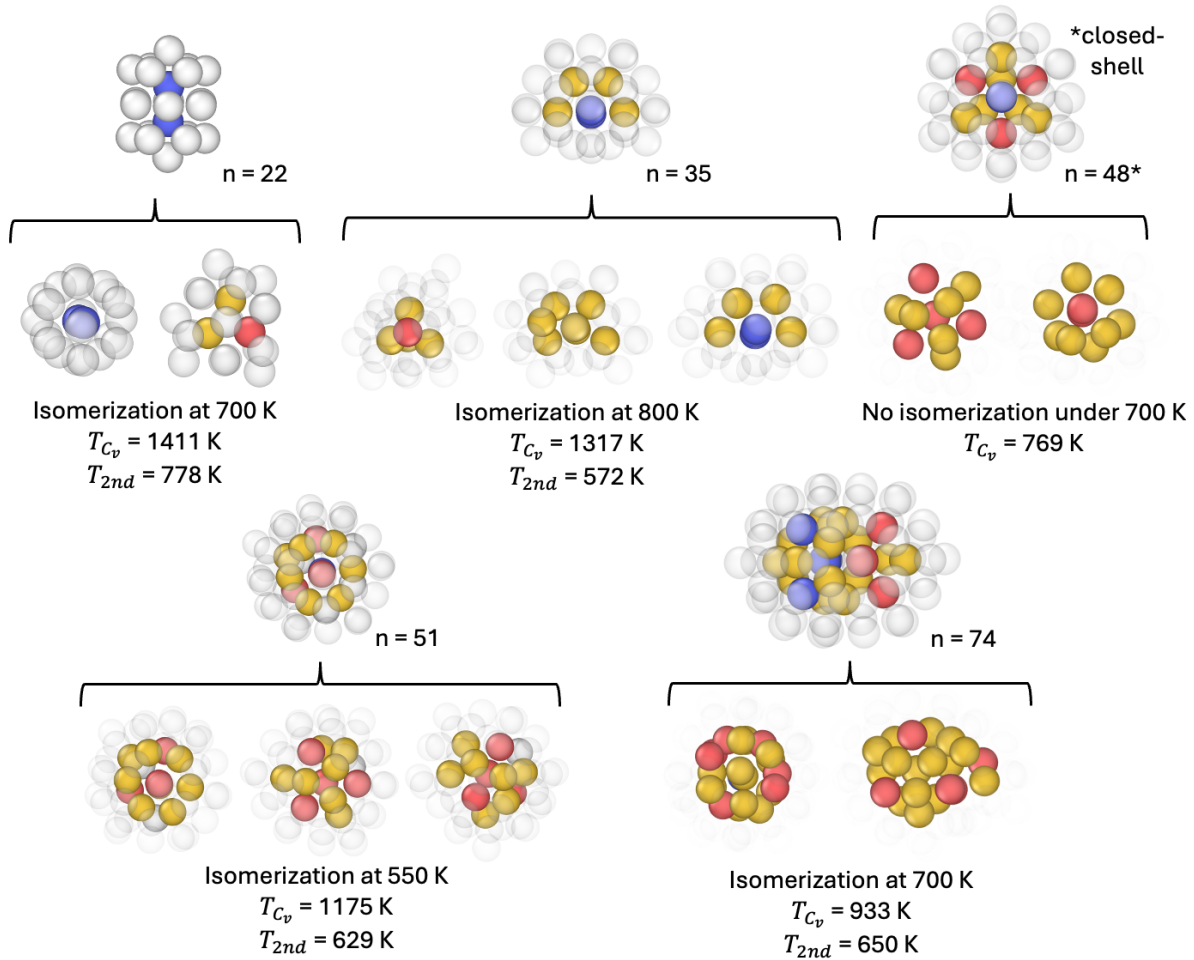 *closed-
shell
n = 22
n = 35
n = 48*
Isomerization at 700 K
T_{C_v} = 1411 K
T_{2nd} = 778 K
Isomerization at 800 K
T_{C_v} = 1317 K
T_{2nd} = 572 K
No isomerization under 700 K
T_{C_v} = 769 K
n = 51
n = 74
Isomerization at 550 K
T_{C_v} = 1175 K
T_{2nd} = 629 K
Isomerization at 700 K
T_{C_v} = 933 K
T_{2nd} = 650 K